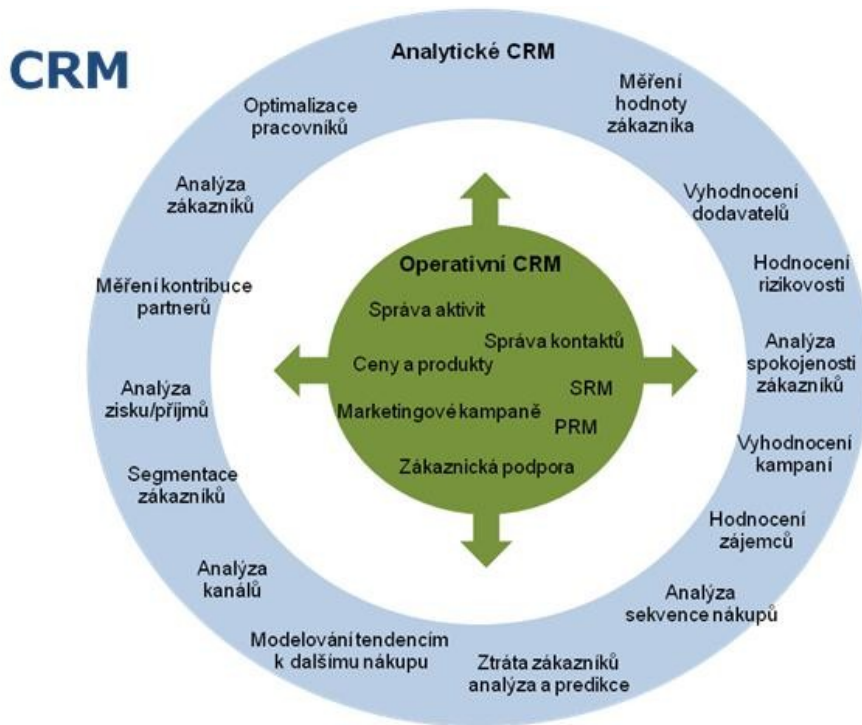 CRM
Analytické CRM
Měření
hodnoty
zákazníka
Vyhodnocení
dodavatelů
Hodnocení
rizikovosti
Analýza
spokojenosti
zákazníků
Vyhodnocení
kampaní
Hodnocení
zájemců
Analýza
sekvence nákupů
Ztráta zákazníků
analýza a predikce
Modelování tendencím
k dalšímu nákupu
Analýza
kanálů
Segmentace
zákazníků
Analýza
zisku/příjmů
Měření kontribuce
partnerů
Analýza
zákazníků
Optimalizace
pracovníků
Operativní CRM
Správa aktivit
Správa kontaktů
Ceny a produkty
SRM
Marketingové kampaně
PRM
Zákaznická podpora